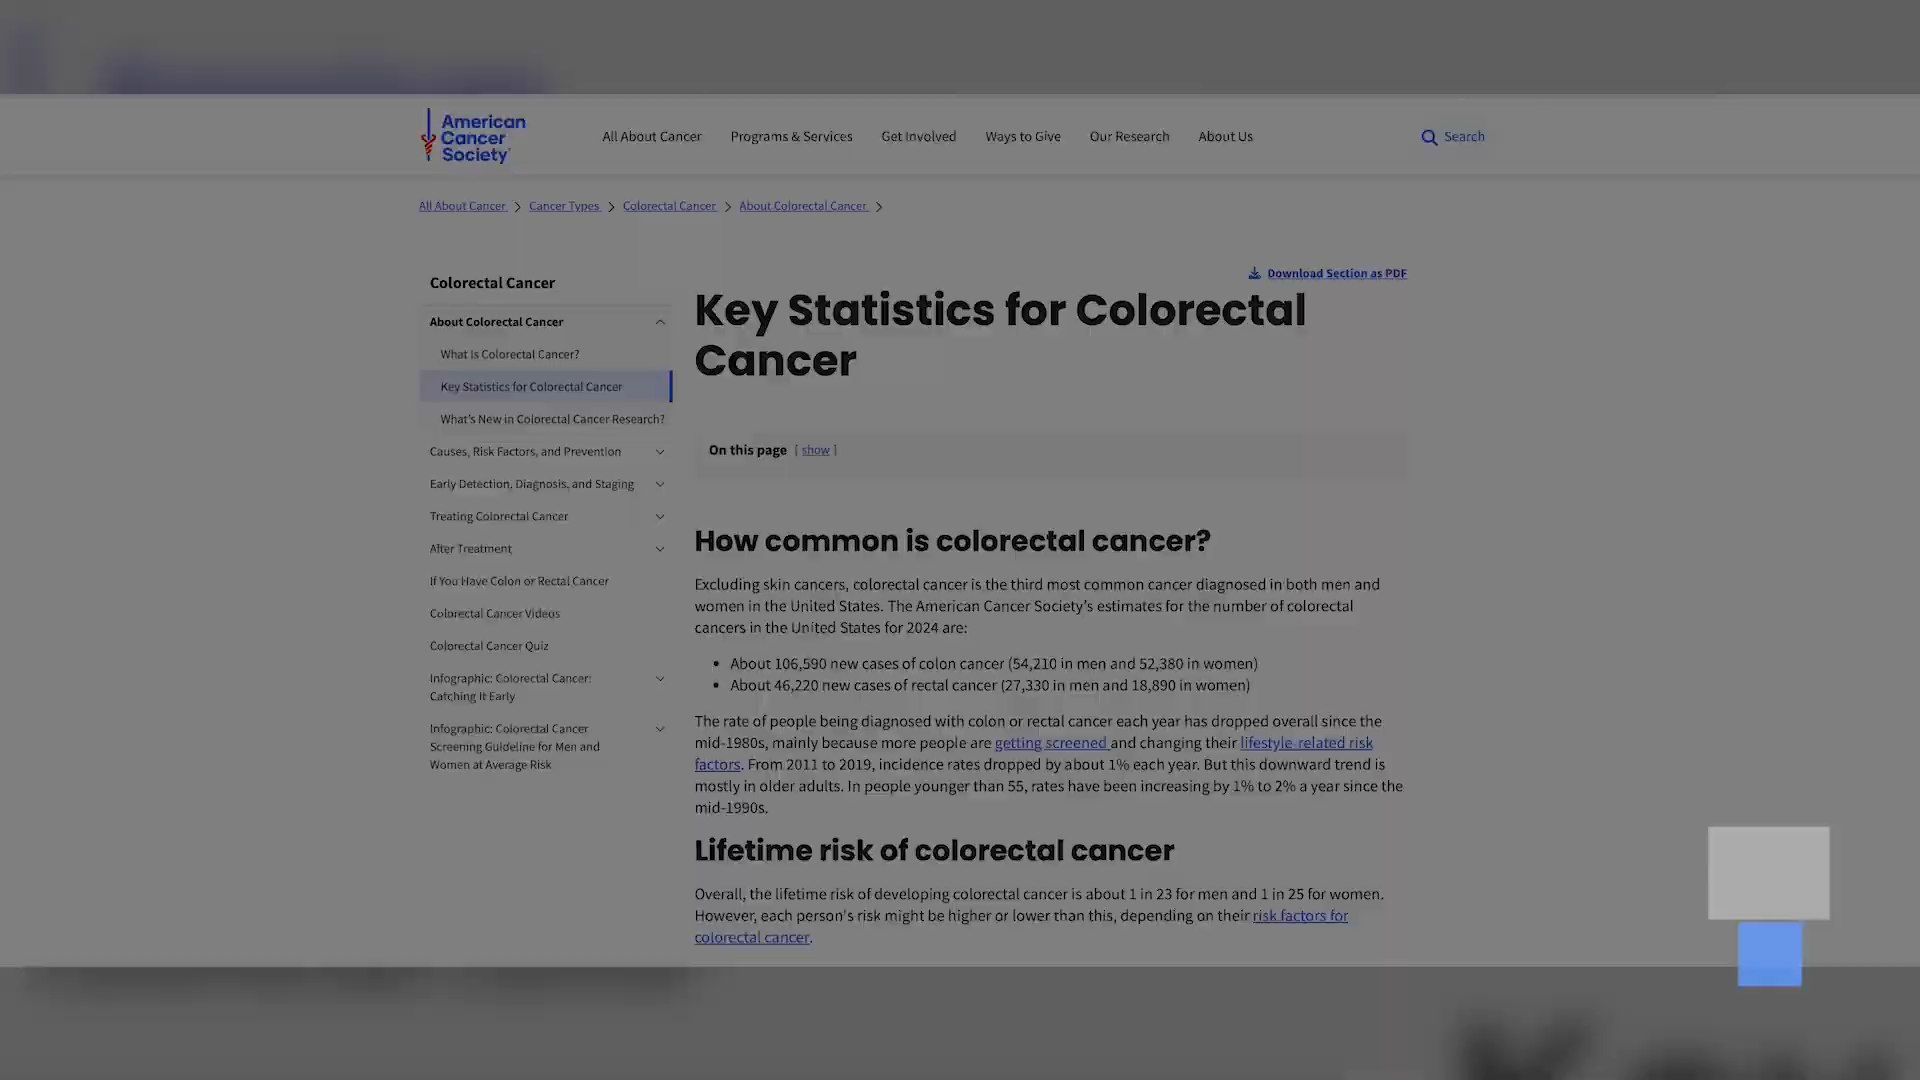 American
Cancer
Society
All About Cancer
Programs & Services
Get Involved
Ways to Give
Our Research
About Us
Search
All About Cancer
Cancer Types
Colorectal Cancer
About Colorectal Cancer
Colorectal Cancer
About Colorectal Cancer
What Is Colorectal Cancer?
Key Statistics for Colorectal Cancer
What's New in Colorectal Cancer Research?
Causes, Risk Factors, and Prevention
Early Detection, Diagnosis, and Staging
Treating Colorectal Cancer
After Treatment
If You Have Colon or Rectal Cancer
Colorectal Cancer Videos
Colorectal Cancer Quiz
Infographic: Colorectal Cancer:
Catching It Early
Infographic: Colorectal Cancer
Screening Guideline for Men and
Women at Average Risk
Download Section as PDF
Key Statistics for Colorectal
Cancer
On this page [ show ]
How common is colorectal cancer?
Excluding skin cancers, colorectal cancer is the third most common cancer diagnosed in both men and
women in the United States. The American Cancer Society's estimates for the number of colorectal
cancers in the United States for 2024 are:
• About 106,590 new cases of colon cancer (54,210 in men and 52,380 in women)
• About 46,220 new cases of rectal cancer (27,330 in men and 18,890 in women)
The rate of people being diagnosed with colon or rectal cancer each year has dropped overall since the
mid-1980s, mainly because more people are getting screened and changing their lifestyle-related risk
factors. From 2011 to 2019, incidence rates dropped by about 1% each year. But this downward trend is
mostly in older adults. In people younger than 55, rates have been increasing by 1% to 2% a year since the
mid-1990s.
Lifetime risk of colorectal cancer
Overall, the lifetime risk of developing colorectal cancer is about 1 in 23 for men and 1 in 25 for women.
However, each person's risk might be higher or lower than this, depending on their risk factors for
colorectal cancer.